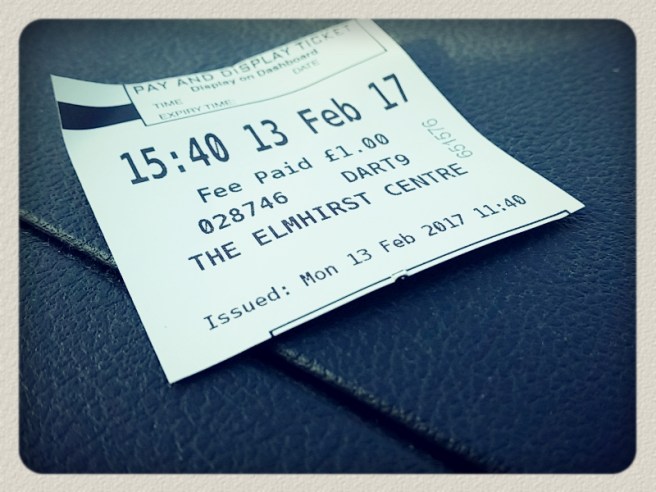 PAY AND DISPLAY TICKET
Display on Dashboard
TIME DATE
EXPIRY TIME
15:40 13 Feb 17
Fee Paid £1.00
028746 DART9
THE ELMHIRST CENTRE
Issued: Mon 13 Feb 2017 11:40
651576